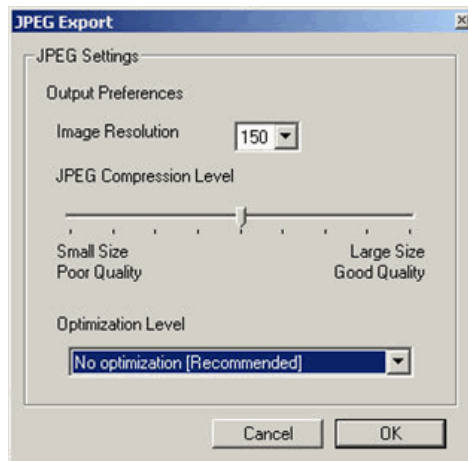 JPEG Export
JPEG Settings
Output Preferences
Image Resolution 150
JPEG Compression Level
Small Size Large Size
Poor Quality Good Quality
Optimization Level
No optimization [Recommended]
Cancel OK